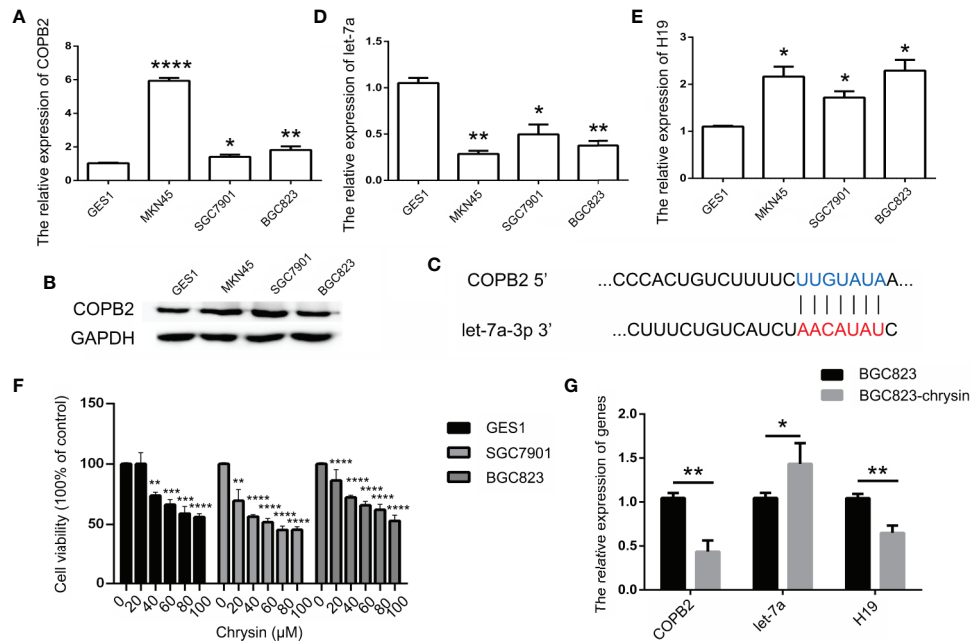 A
The relative expression of COPB2
8
6
4
2
0
****
*
**
GES1
MKN45
SGC7901
BGC823
D
The relative expression of let-7a
1.5
1.0
0.5
0.0
**
*
**
GES1
MKN45
SGC7901
BGC823
E
The relative expression of H19
3
2
1
0
*
*
*
GES1
MKN45
SGC7901
BGC823
B
GES1
MKN45
SGC7901
BGC823
COPB2
GAPDH
C
COPB2 5’ ...CCCACUGUCUUUUCUUGUAUAA...
let-7a-3p 3’ ...CUUUCUGUCAUCUAACAUAUC
F
Cell viability (100% of control)
150
100
50
0
GES1
SGC7901
BGC823
** *** *** ****
** **** **** **** ****
**** **** **** **** ****
0 20 40 60 80 100 0 20 40 60 80 100 0 20 40 60 80 100
Chrysin (μM)
G
BGC823
BGC823-chrysin
The relative expression of genes
2.0
1.5
1.0
0.5
0.0
**
*
**
COPB2
let-7a
H19